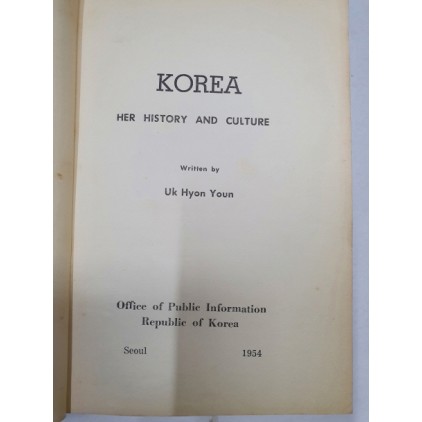 KOREA
HER HISTORY AND CULTURE
Written by
Uk Hyon Youn
Office of Public Information
Republic of Korea
Seoul 1954